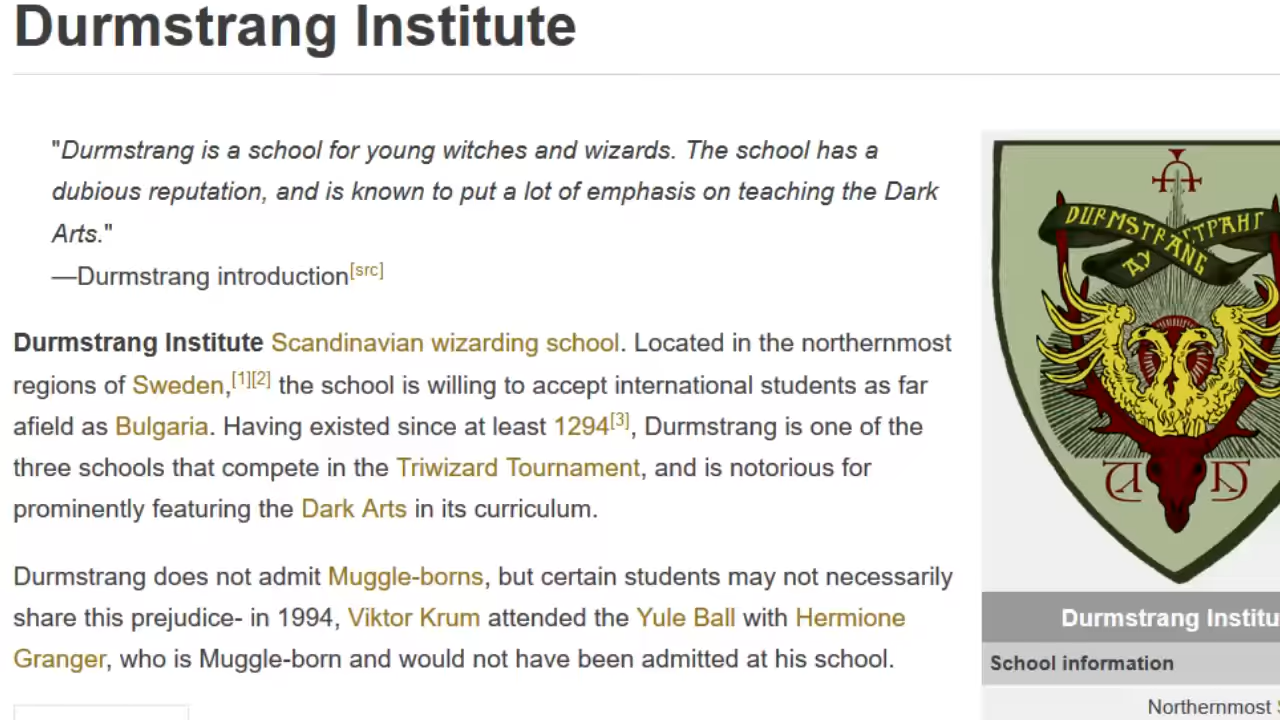 Durmstrang Institute
"Durmstrang is a school for young witches and wizards. The school has a
dubious reputation, and is known to put a lot of emphasis on teaching the Dark
Arts."
—Durmstrang introduction[src]
Durmstrang Institute Scandinavian wizarding school. Located in the northernmost
regions of Sweden,[1][2] the school is willing to accept international students as far
afield as Bulgaria. Having existed since at least 1294[3], Durmstrang is one of the
three schools that compete in the Triwizard Tournament, and is notorious for
prominently featuring the Dark Arts in its curriculum.
Durmstrang does not admit Muggle-borns, but certain students may not necessarily
share this prejudice- in 1994, Viktor Krum attended the Yule Ball with Hermione
Granger, who is Muggle-born and would not have been admitted at his school.
DURMSTRANG
Durmstrang Institu
School information
Northernmost